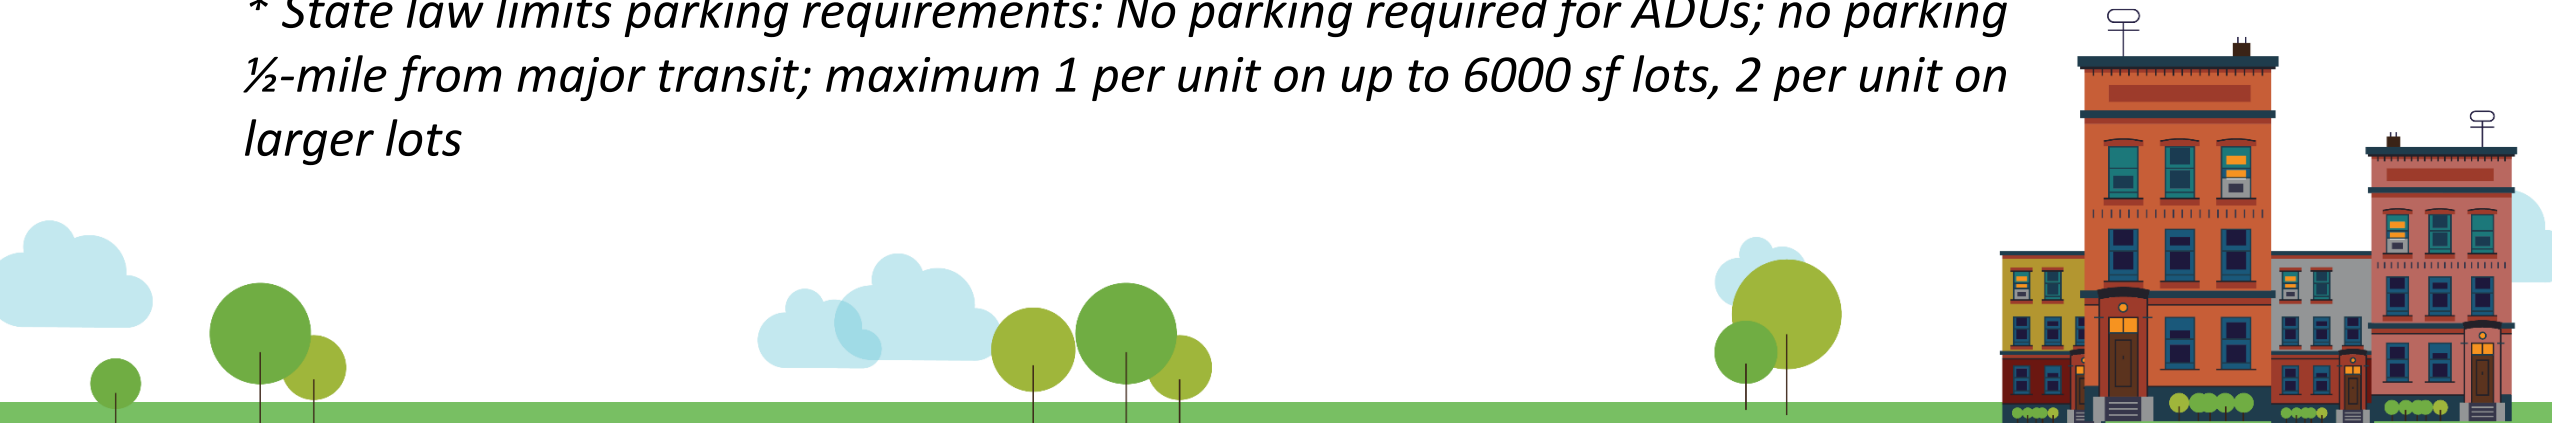 * State law limits parking requirements: No parking required for ADUs; no parking
½-mile from major transit; maximum 1 per unit on up to 6000 sf lots, 2 per unit on
larger lots